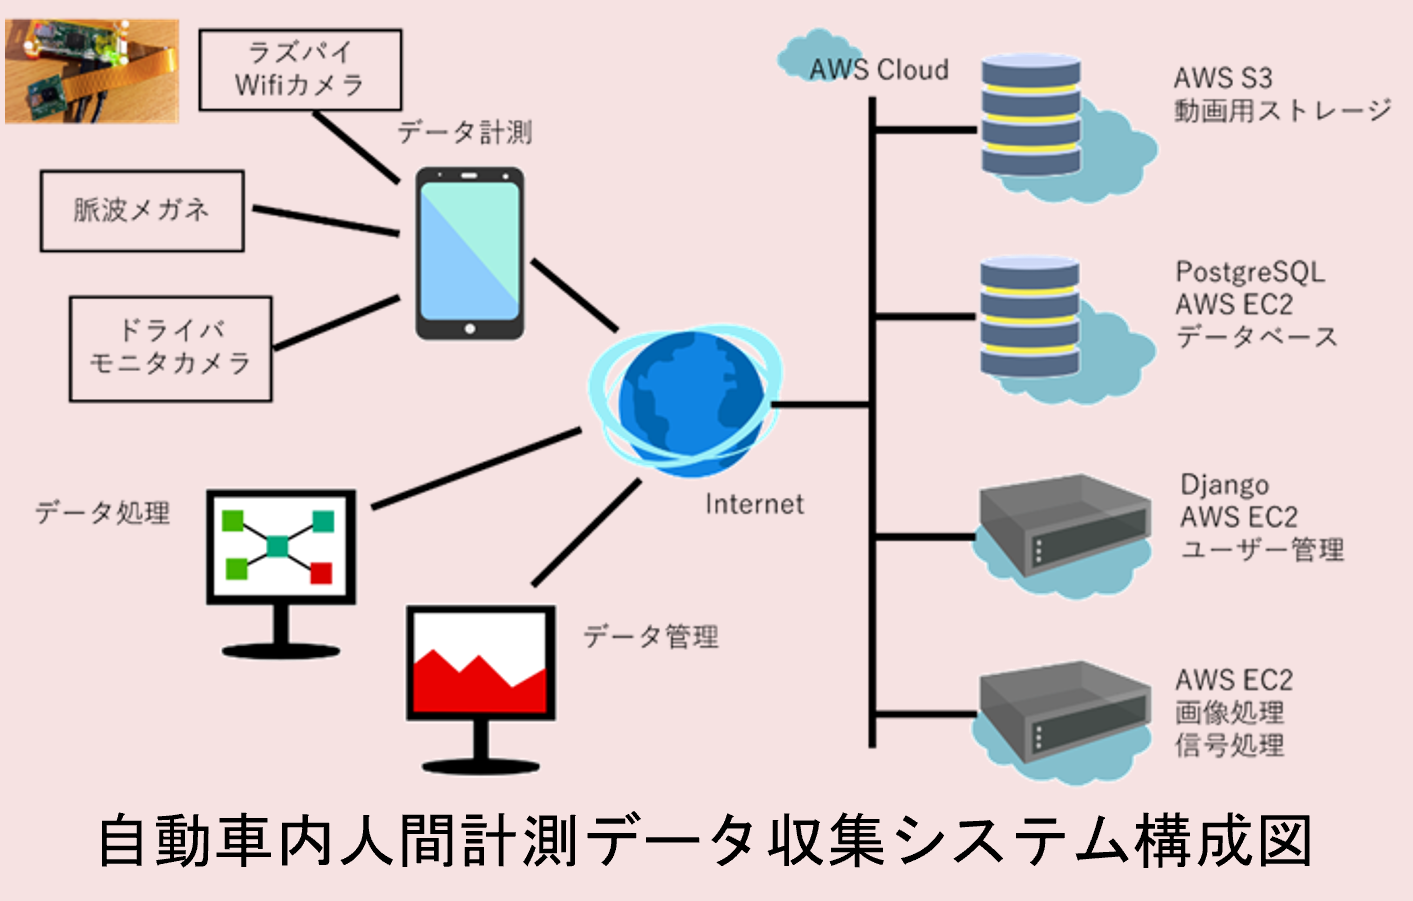 ラズパイ
Wifiカメラ
データ計測
脈波メガネ
ドライバ
モニタカメラ
データ処理
データ管理
Internet
AWS Cloud
AWS S3
動画用ストレージ
PostgreSQL
AWS EC2
データベース
Django
AWS EC2
ユーザー管理
AWS EC2
画像処理
信号処理
自動車内人間計測データ収集システム構成図